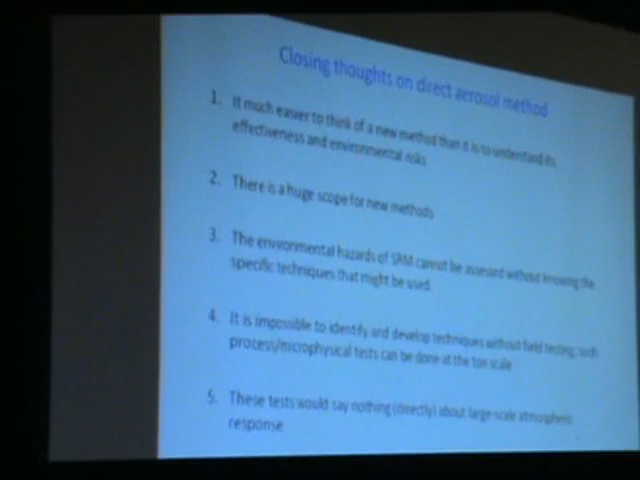 Closing thoughts on direct aerosol method
1. It much easier to think of a new method than it is to understand its
effectiveness and environmental risks
2. There is a huge scope for new methods
3. The environmental hazards of SRM cannot be assessed without knowing the
specific techniques that might be used.
4. It is impossible to identify and develop techniques without field testing; such
process/microphysical tests can be done at the ton scale
5. These tests would say nothing (directly) about large-scale atmospheric
response